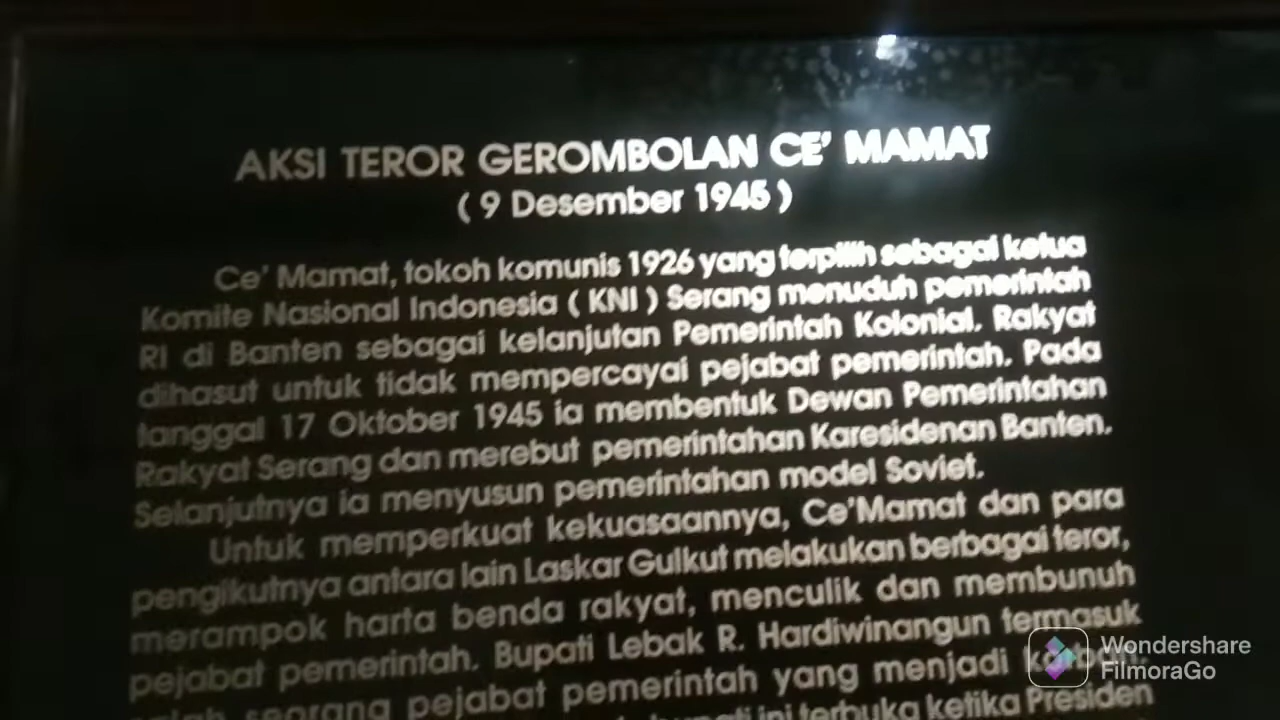 AKSI TEROR GEROMBOLAN CE' MAMAT
( 9 Desember 1945 )
Ce' Mamat, tokoh komunis 1926 yang terpilih sebagai ketua
Komite Nasional Indonesia ( KNI ) Serang menuduh pemerintah
RI di Banten sebagai kelanjutan Pemerintah Kolonial. Rakyat
dihasut untuk tidak mempercayai pejabat pemerintah. Pada
tanggal 17 Oktober 1945 ia membentuk Dewan Pemerintahan
Rakyat Serang dan merebut pemerintahan Karesidenan Banten.
Selanjutnya ia menyusun pemerintahan model Soviet.
Untuk memperkuat kekuasaannya, Ce'Mamat dan para
pengikutnya antara lain Laskar Gulkut melakukan berbagai teror,
merampok harta benda rakyat, menculik dan membunuh
pejabat pemerintah. Bupati Lebak R. Hardiwinangun termasuk
salah seorang pejabat pemerintah yang menjadi korban.
bupati ini terbuka ketika Presiden
Wondershare
FilmoraGo